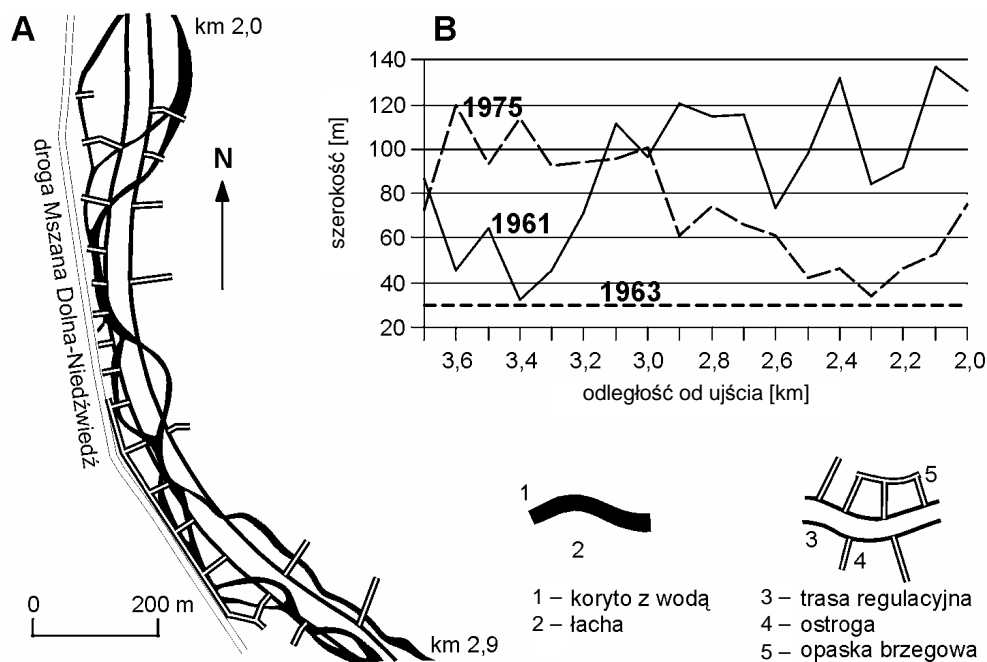 A
km 2,0
droga Mszana Dolna-Niedźwiedź
N
0
200 m
km 2,9
B
szerokość [m]
140
120
100
80
60
40
20
1975
1961
1963
3,6
3,4
3,2
3,0
2,8
2,6
2,4
2,2
2,0
odległość od ujścia [km]
1
2
1 – koryto z wodą
2 – łacha
5
3
4
3 – trasa regulacyjna
4 – ostroga
5 – opaska brzegowa